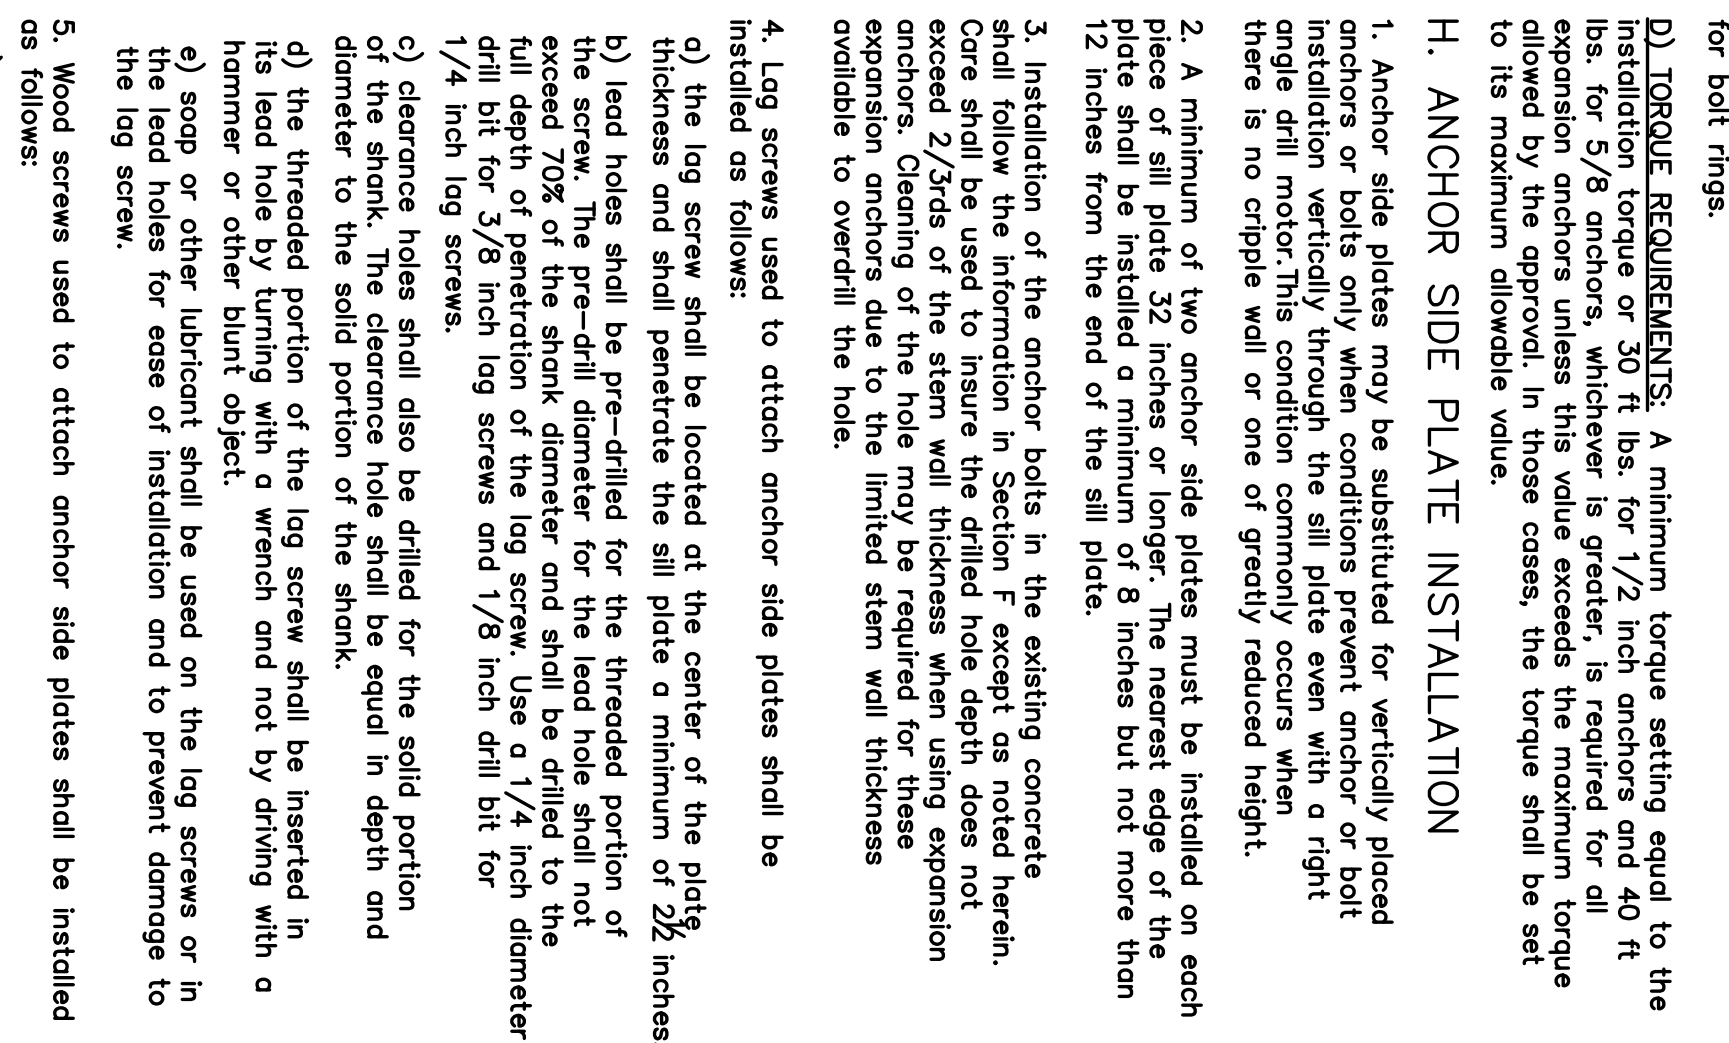 for bolt rings.
D) TORQUE REQUIREMENTS: A minimum torque setting equal to the
installation torque or 30 ft lbs. for 1/2 inch anchors and 40 ft
lbs. for 5/8 anchors, whichever is greater, is required for all
expansion anchors unless this value exceeds the maximum torque
allowed by the approval. In those cases, the torque shall be set
to its maximum allowable value.
H. ANCHOR SIDE PLATE INSTALLATION
1. Anchor side plates may be substituted for vertically placed
anchors or bolts only when conditions prevent anchor or bolt
installation vertically through the sill plate even with a right
angle drill motor.This condition commonly occurs when
there is no cripple wall or one of greatly reduced height.
2. A minimum of two anchor side plates must be installed on each
piece of sill plate 32 inches or longer. The nearest edge of the
plate shall be installed a minimum of 8 inches but not more than
12 inches from the end of the sill plate.
3. Installation of the anchor bolts in the existing concrete
shall follow the information in Section F except as noted herein.
Care shall be used to insure the drilled hole depth does not
exceed 2/3rds of the stem wall thickness when using expansion
anchors. Cleaning of the hole may be required for these
expansion anchors due to the limited stem wall thickness
available to overdrill the hole.
4. Lag screws used to attach anchor side plates shall be
installed as follows:
a) the lag screw shall be located at the center of the plate
thickness and shall penetrate the sill plate a minimum of 2½ inches.
b) lead holes shall be pre-drilled for the threaded portion of
the screw. The pre-drill diameter for the lead hole shall not
exceed 70% of the shank diameter and shall be drilled to the
full depth of penetration of the lag screw. Use a 1/4 inch diameter
drill bit for 3/8 inch lag screws and 1/8 inch drill bit for
1/4 inch lag screws.
c) clearance holes shall also be drilled for the solid portion
of the shank. The clearance hole shall be equal in depth and
diameter to the solid portion of the shank.
d) the threaded portion of the lag screw shall be inserted in
its lead hole by turning with a wrench and not by driving with a
hammer or other blunt object.
e) soap or other lubricant shall be used on the lag screws or in
the lead holes for ease of installation and to prevent damage to
the lag screw.
5. Wood screws used to attach anchor side plates shall be installed
as follows: